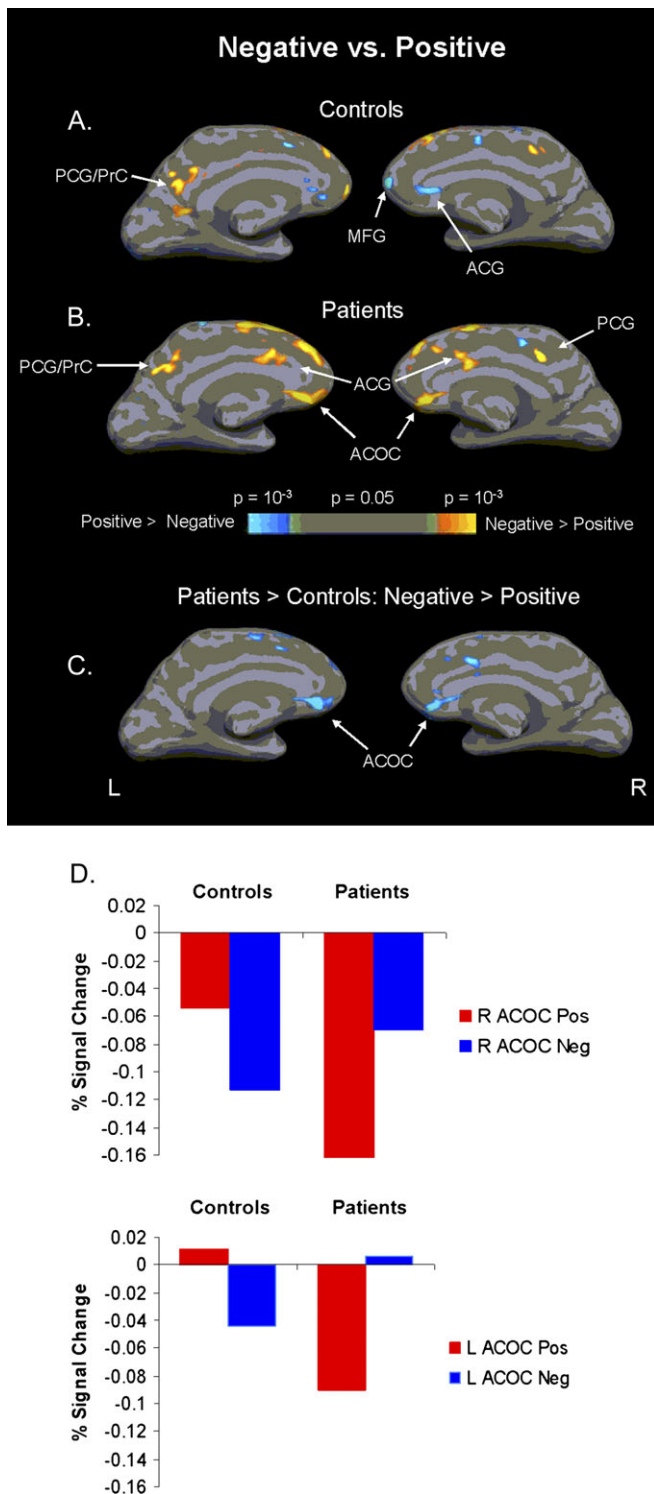 Negative vs. Positive
Controls
A.
PCG/PrC
MFG
ACG
Patients
B.
PCG
PCG/PrC
ACG
ACOC
p = 10⁻³ p = 0.05 p = 10⁻³
Positive > Negative Negative > Positive
Patients > Controls: Negative > Positive
C.
ACOC
L R
D.
Controls Patients
0.02
0
-0.02
-0.04
-0.06
-0.08
-0.1
-0.12
-0.14
-0.16
% Signal Change
R ACOC Pos
R ACOC Neg
Controls Patients
0.02
0
-0.02
-0.04
-0.06
-0.08
-0.1
-0.12
-0.14
-0.16
% Signal Change
L ACOC Pos
L ACOC Neg